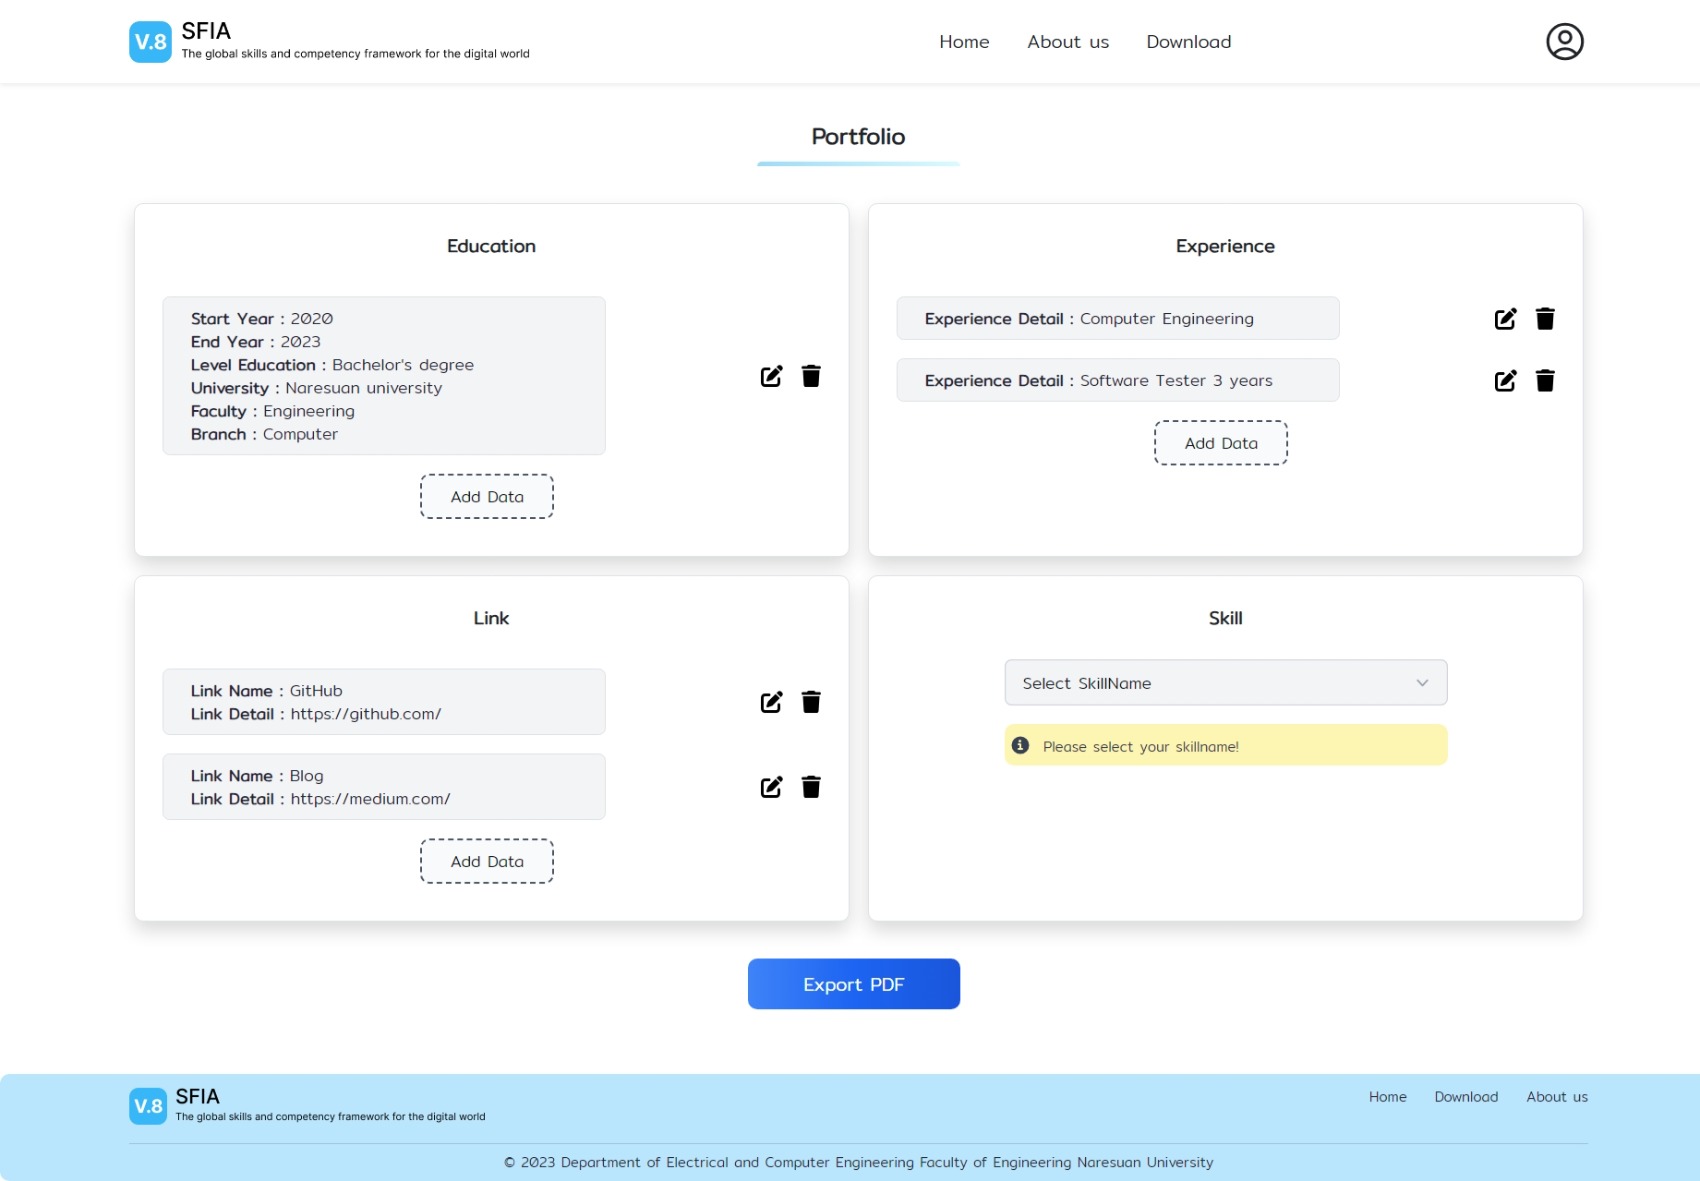 V.8
SFIA
The global skills and competency framework for the digital world
Home
About us
Download
Portfolio
Education
Start Year : 2020
End Year : 2023
Level Education : Bachelor's degree
University : Naresuan university
Faculty : Engineering
Branch : Computer
Add Data
Experience
Experience Detail : Computer Engineering
Experience Detail : Software Tester 3 years
Add Data
Link
Link Name : GitHub
Link Detail : https://github.com/
Link Name : Blog
Link Detail : https://medium.com/
Add Data
Skill
Select SkillName
Please select your skillname!
Export PDF
V.8
SFIA
The global skills and competency framework for the digital world
Home
Download
About us
© 2023 Department of Electrical and Computer Engineering Faculty of Engineering Naresuan University